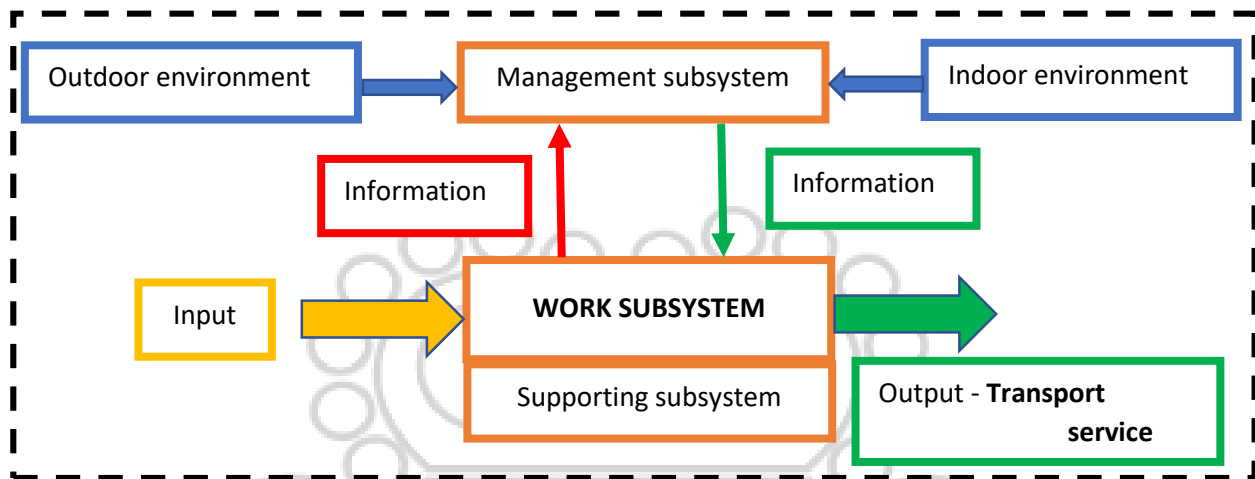 Outdoor environment
Management subsystem
Indoor environment
Information
Information
Input
WORK SUBSYSTEM
Supporting subsystem
Output - Transport
service